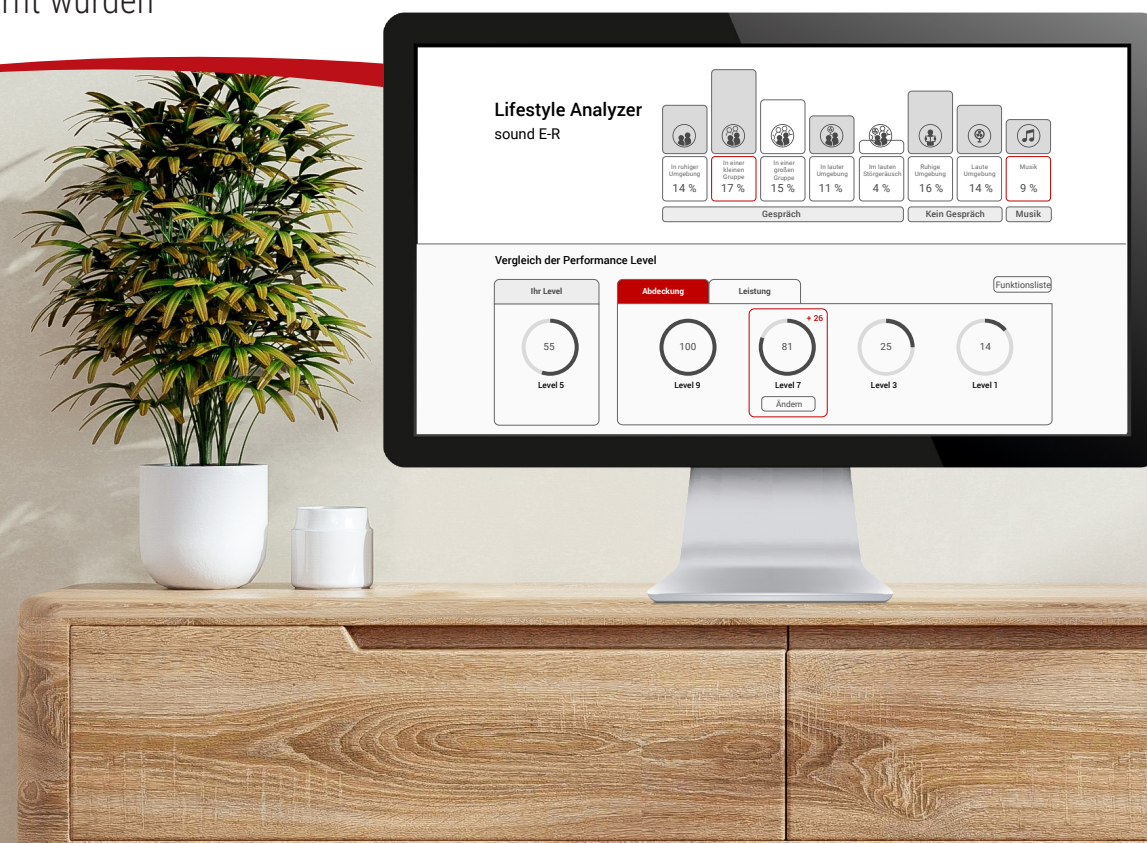 wurden
Lifestyle Analyzer
sound E-R
In ruhiger
Umgebung
14 %
In einer
kleinen
Gruppe
17 %
In einer
großen
Gruppe
15 %
In lauter
Umgebung
11 %
Im lauten
Störgeräusch
4 %
Ruhige
Umgebung
16 %
Laute
Umgebung
14 %
Musik
9 %
Gespräch
Kein Gespräch
Musik
Vergleich der Performance Level
Ihr Level
Abdeckung
Leistung
Funktionsliste
55
Level 5
100
Level 9
+ 26
81
Level 7
Ändern
25
Level 3
14
Level 1